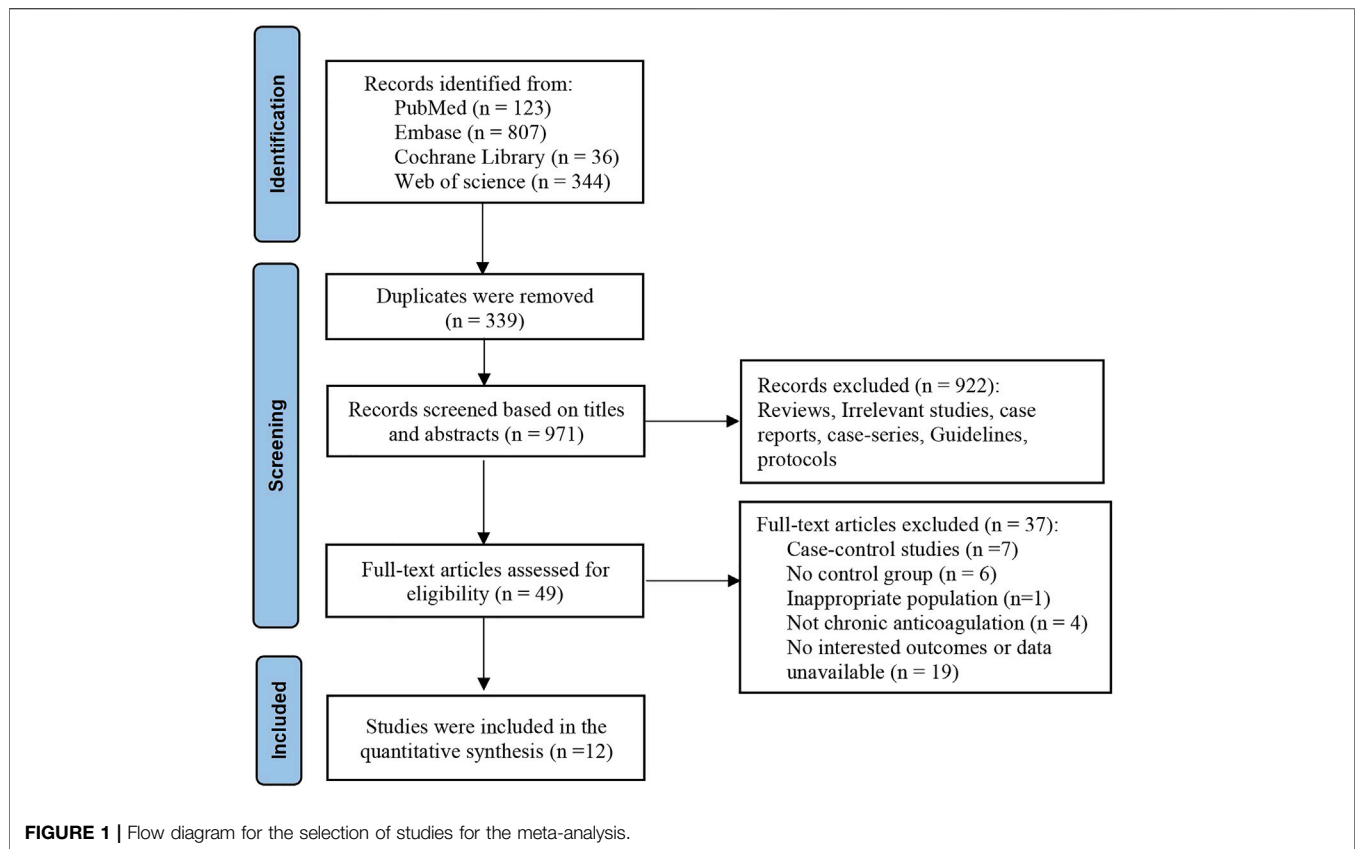 Identification
Records identified from:
PubMed (n = 123)
Embase (n = 807)
Cochrane Library (n = 36)
Web of science (n = 344)
Screening
Duplicates were removed
(n = 339)
Records screened based on titles
and abstracts (n = 971)
Records excluded (n = 922):
Reviews, Irrelevant studies, case
reports, case-series, Guidelines,
protocols
Full-text articles assessed for
eligibility (n = 49)
Full-text articles excluded (n = 37):
Case-control studies (n =7)
No control group (n = 6)
Inappropriate population (n=1)
Not chronic anticoagulation (n = 4)
No interested outcomes or data
unavailable (n = 19)
Included
Studies were included in the
quantitative synthesis (n =12)
FIGURE 1 | Flow diagram for the selection of studies for the meta-analysis.